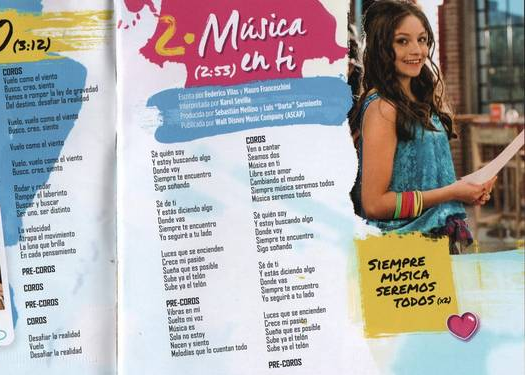 O (3:12)
COROS
Vuelo como el viento
Busco, creo, siento
Vamos a romper la ley de gravedad
Del destino, desafiar la realidad
Vuelo, vuelo como el viento
Busco, creo, siento
Vuelo como el viento
Vuelo, vuelo como el viento
Busco, creo, siento
Rodar y rodar
Romper el laberinto
Buscar y buscar
Ser uno, ser distinto
La velocidad
Atrapa el movimiento
La luna que brilla
En cada pensamiento
PRE-COROS
COROS
PRE-COROS
COROS
Desafiar la realidad
Vuelo
Desafiar la realidad
2. Música
en ti
(2:53)
Escrita por Federico Vilas y Mauro Franceschini
Interpretada por Karol Sevilla
Producida por Sebastián Mellino y Luis "Burja" Sarmiento
Publicada por Walt Disney Music Company (ASCAP)
Sé quién soy
Y estoy buscando algo
Donde voy
Siempre te encuentro
Sigo soñando
Sé de ti
Y estás diciendo algo
Donde vas
Siempre te encuentro
Yo seguiré a tu lado
Luces que se encienden
Crece mi pasión
Sueña que es posible
Sube ya el telón
Sube ya el telón
PRE-COROS
Vibras en mí
Suelto mi voz
Música es
Sola no estoy
Nacen y siento
Melodías que lo cuentan todo
COROS
Ven a cantar
Seamos dos
Música en ti
Libre este amor
Cambiando el mundo
Siempre música seremos todos
Música seremos todos
Sé quién soy
Y estoy buscando algo
Donde voy
Siempre te encuentro
Sigo soñando
Sé de ti
Y estás diciendo algo
Donde vas
Siempre te encuentro
Yo seguiré a tu lado
Luces que se encienden
Crece mi pasión
Sueña que es posible
Sube ya el telón
Sube ya el telón
PRE-COROS
SIEMPRE
MÚSICA
SEREMOS
TODOS (x2)